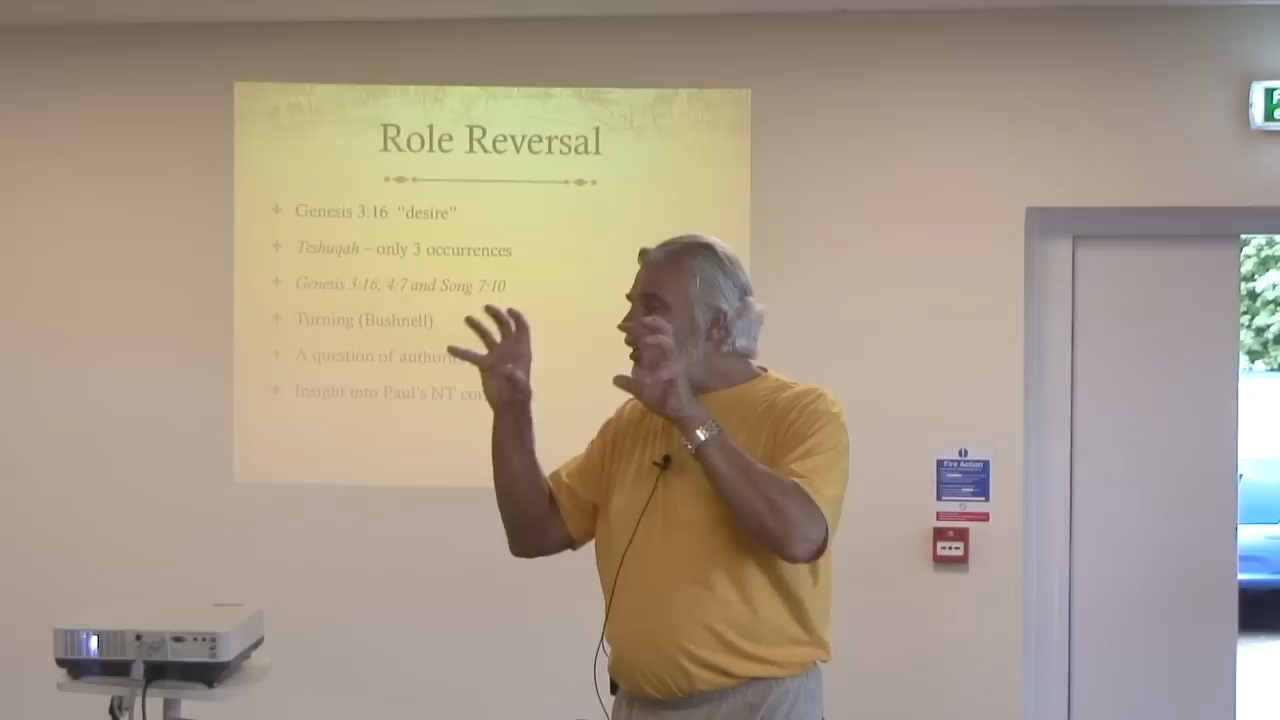 Role Reversal
Genesis 3:16 "desire"
Teshuqah – only 3 occurrences
Genesis 3:16, 4:7 and Song 7:10
Turning (Bushnell)
A question of
Insight into Paul's NT
Fire Action